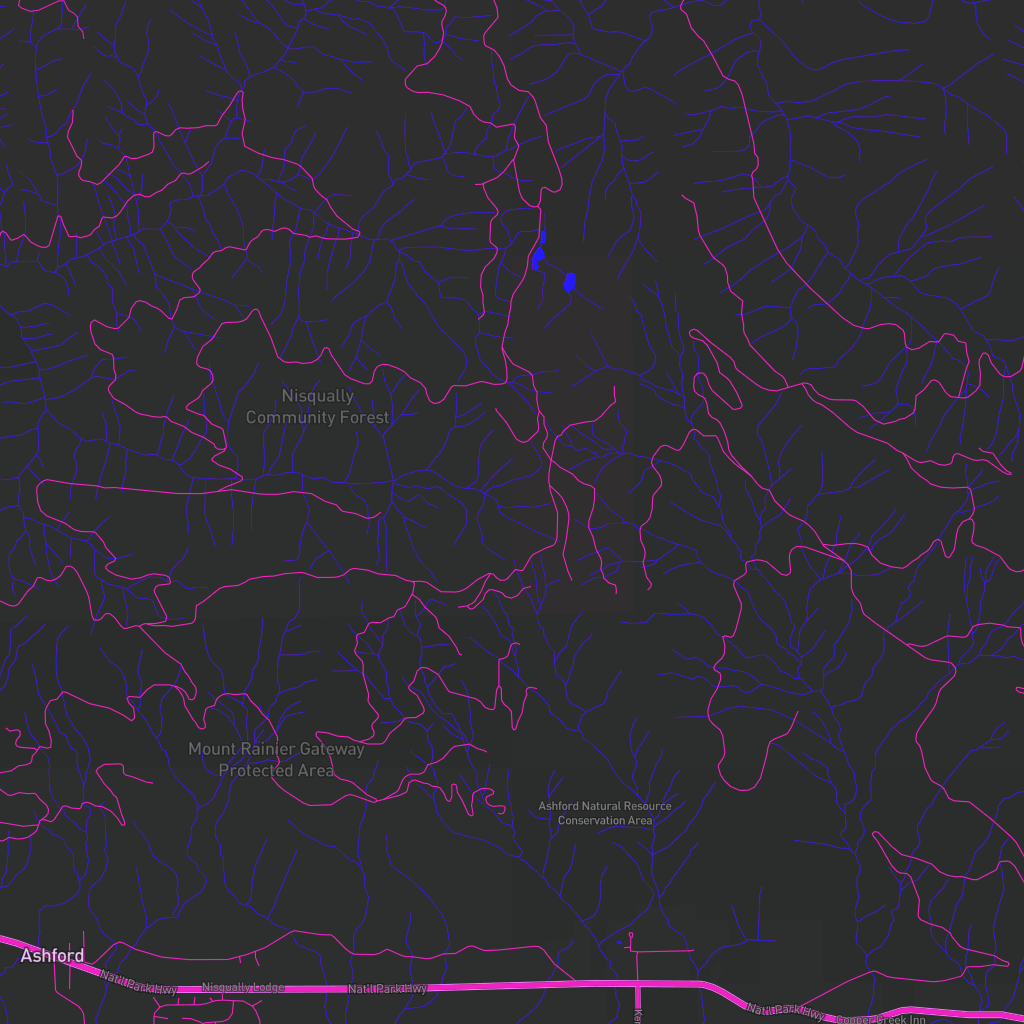 Nisqually
Community Forest
Mount Rainier Gateway
Protected Area
Ashford Natural Resource
Conservation Area
Ashford
Nat'l Park Hwy
Nisqually Lodge
Nat'l Park Hwy
Nat'l Park Hwy
Copper Creek Inn